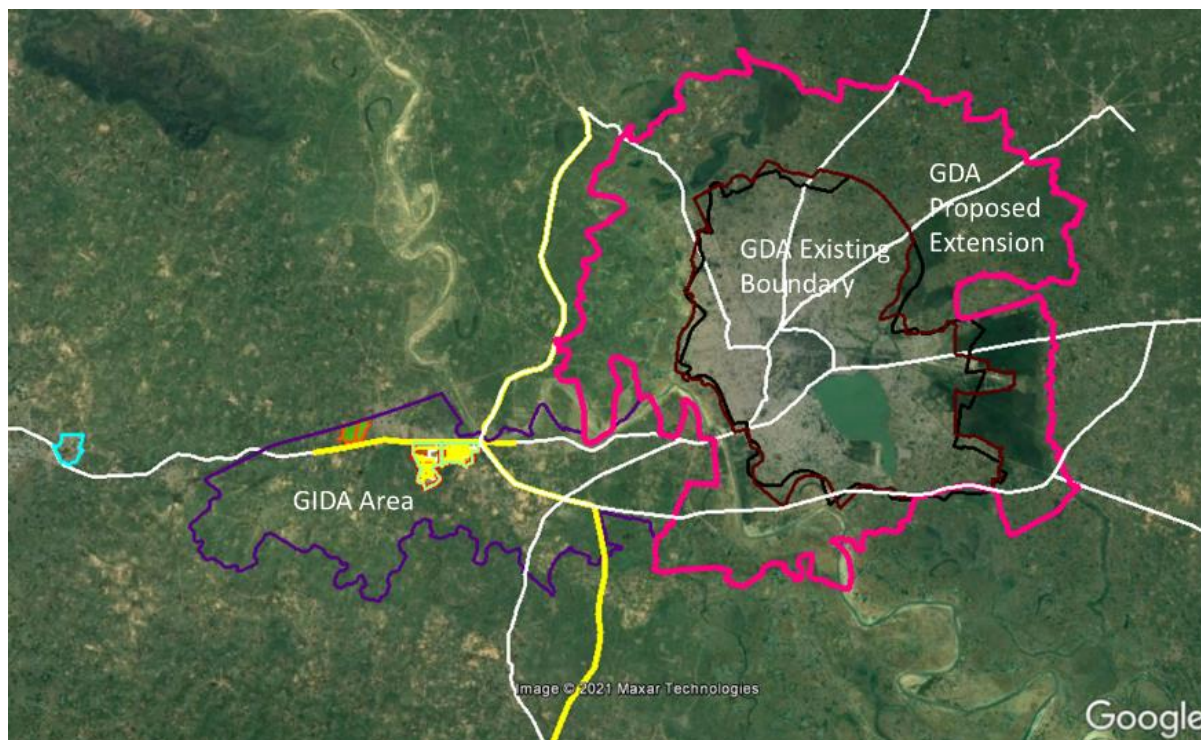 GDA
Proposed
Extension
GDA Existing
Boundary
GIDA Area
Image © 2021 Maxar Technologies
Google